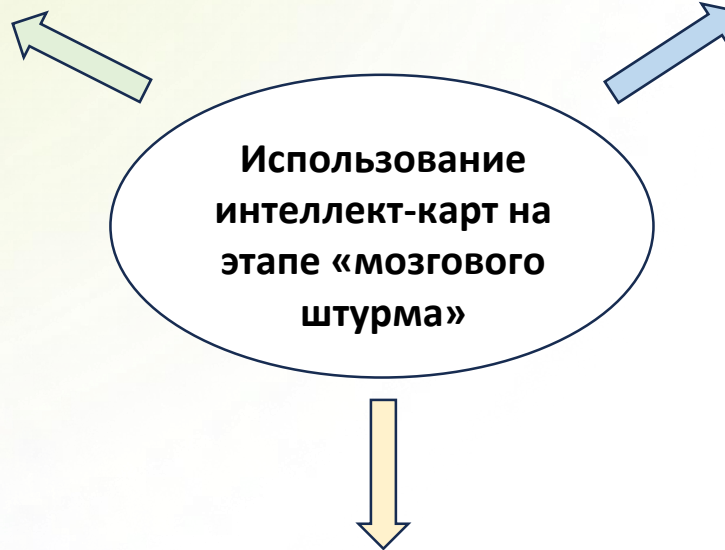 Использование
интеллект-карт на
этапе «мозгового
штурма»